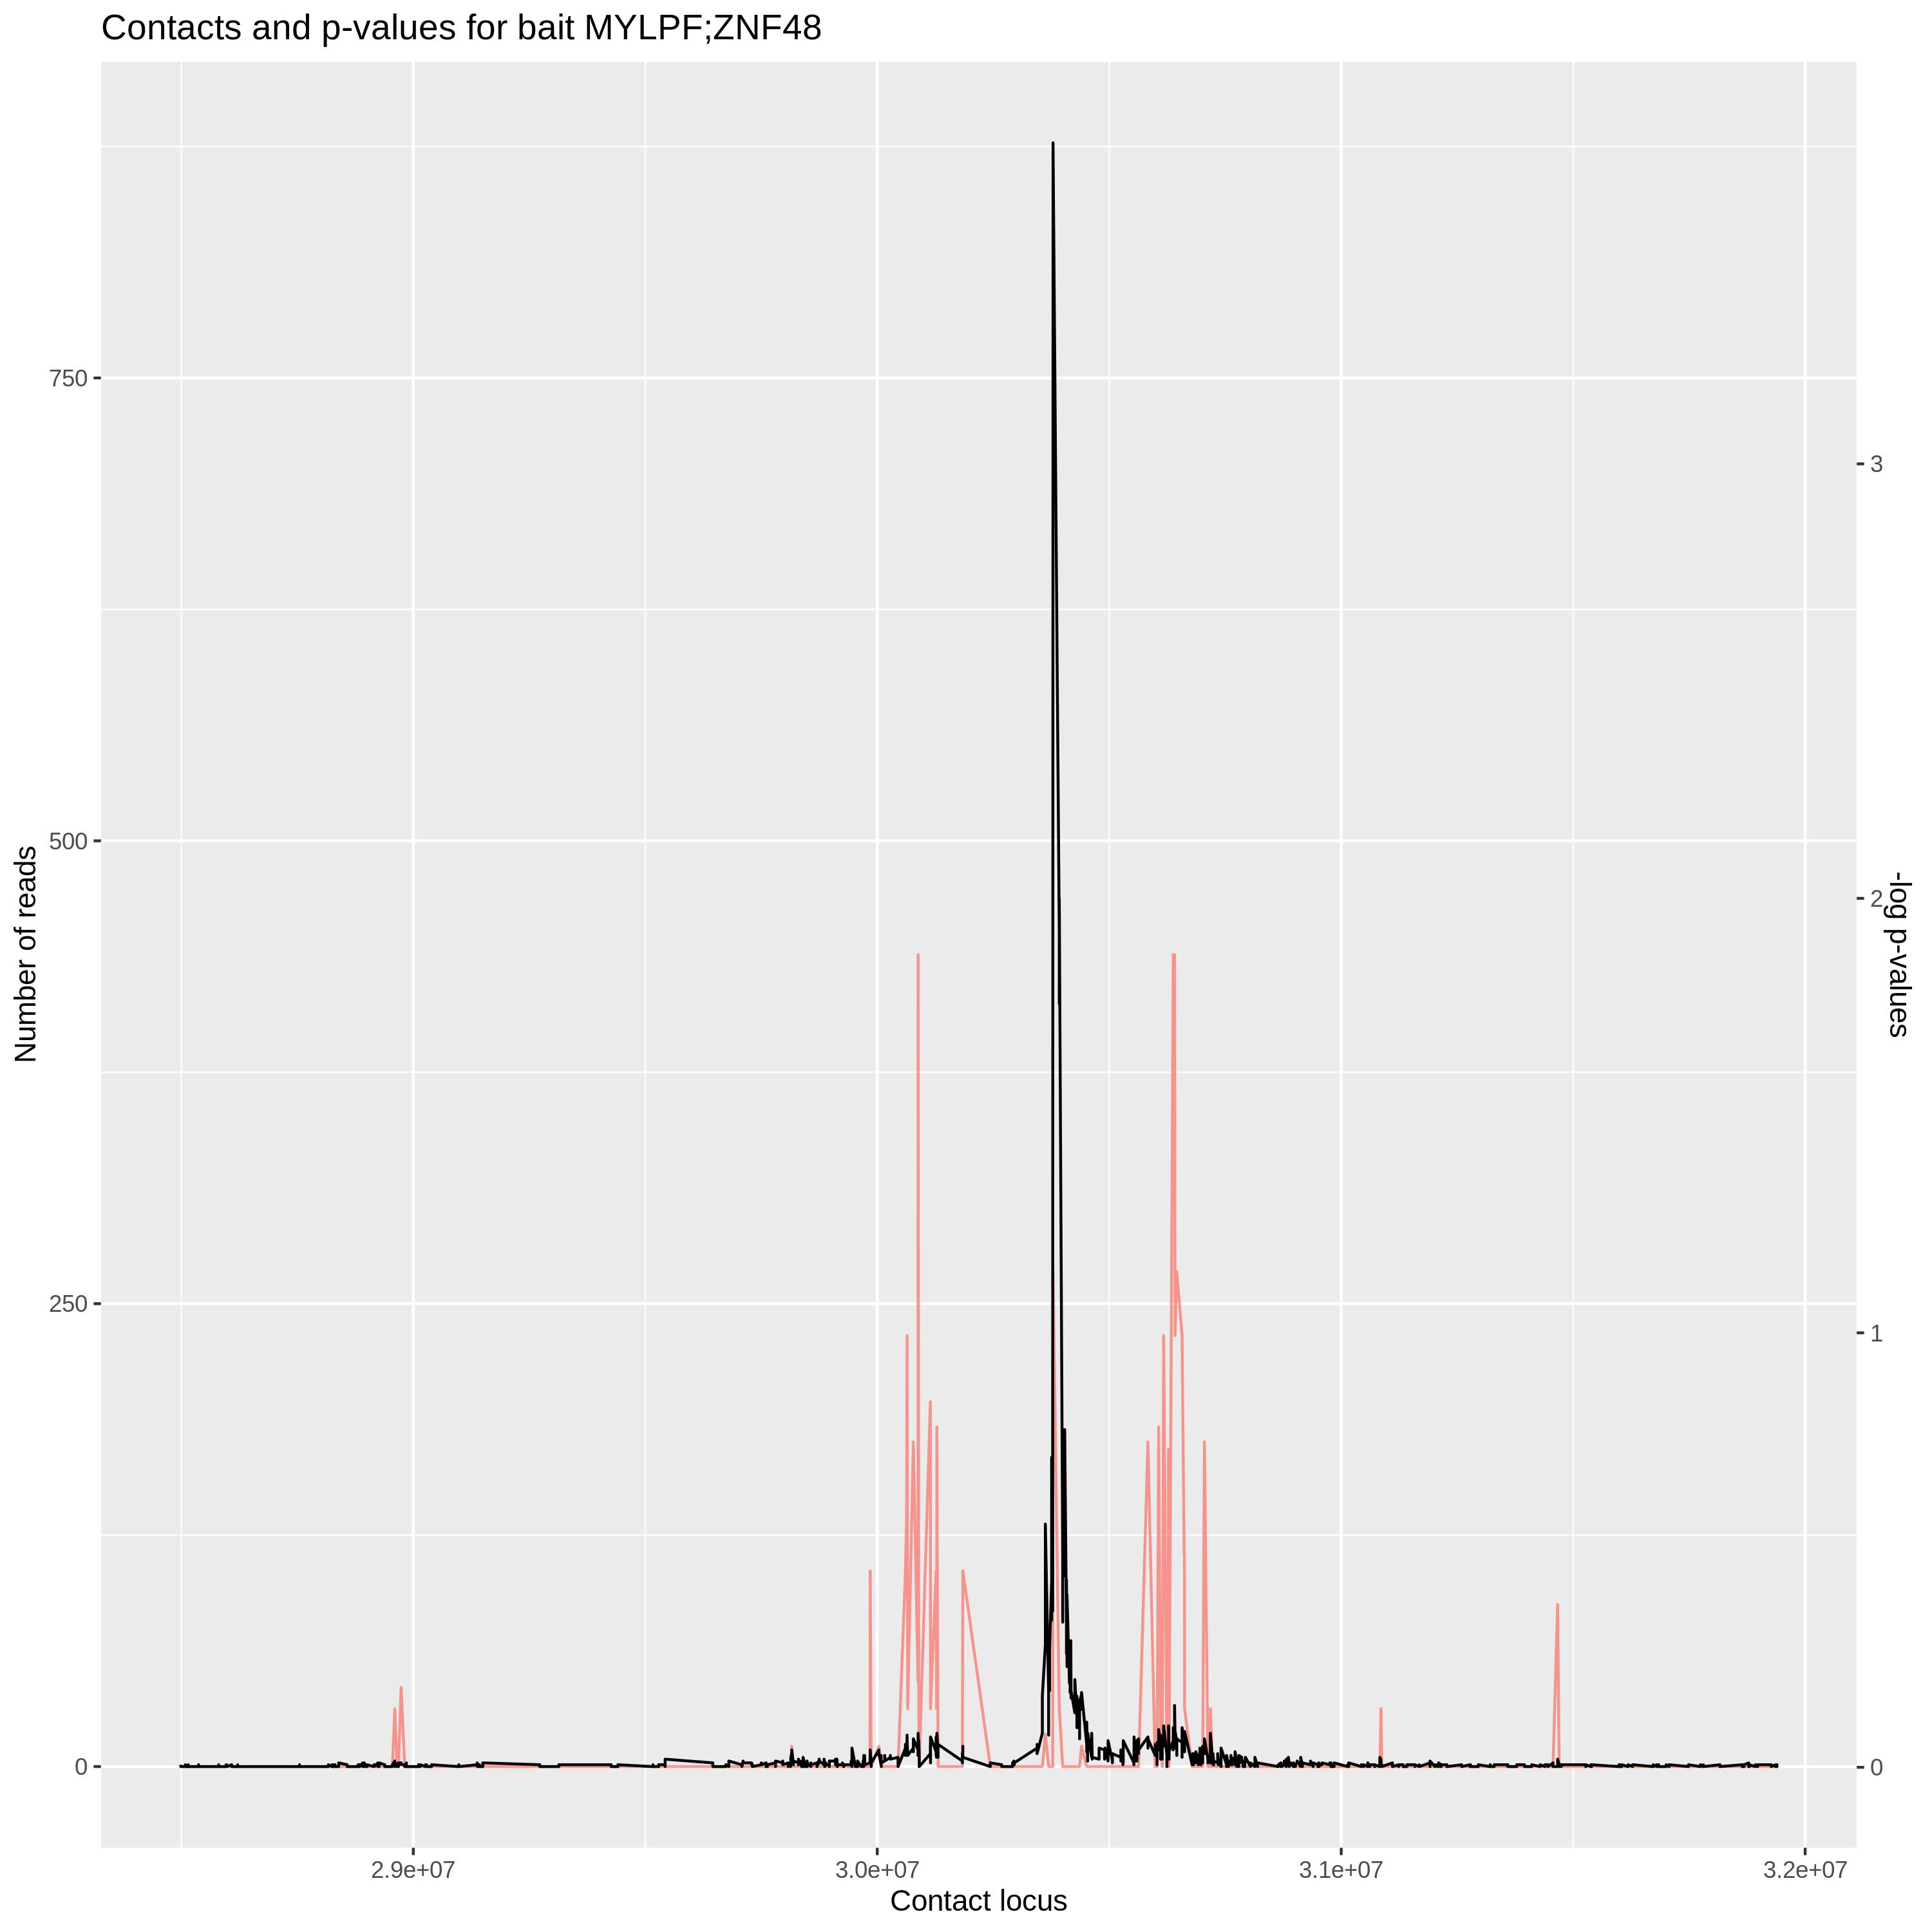 Contacts and p-values for bait MYLPF;ZNF48
750
500
250
0
Number of reads
3
2
1
0
-log p-values
2.9e+07 3.0e+07 3.1e+07 3.2e+07
Contact locus